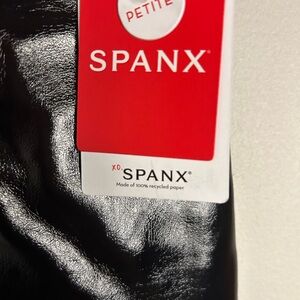 PETITE
SPANX®
XO SPANX®
Made of 100% recycled paper